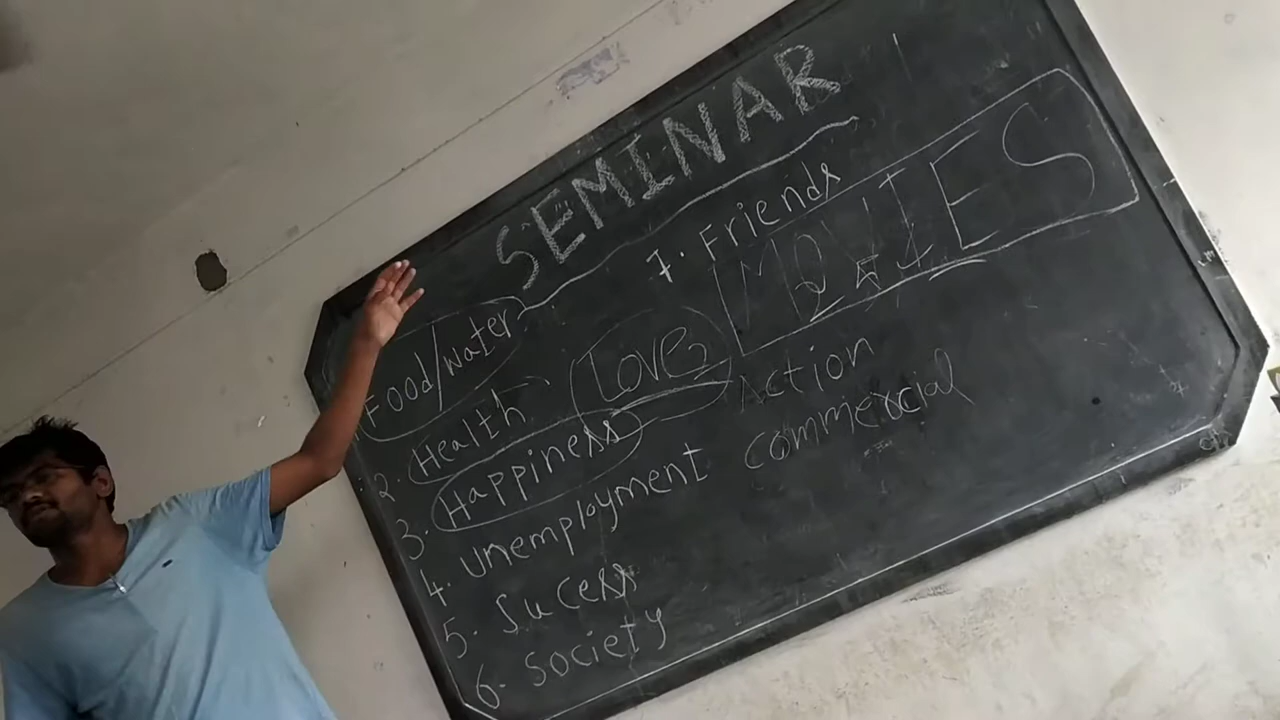 SEMINAR
Food/water
2. Health
3. Happiness
4. unemployment
5. Sucess
6. Society
7. Friends
Love
MOVIES
Action
commercial